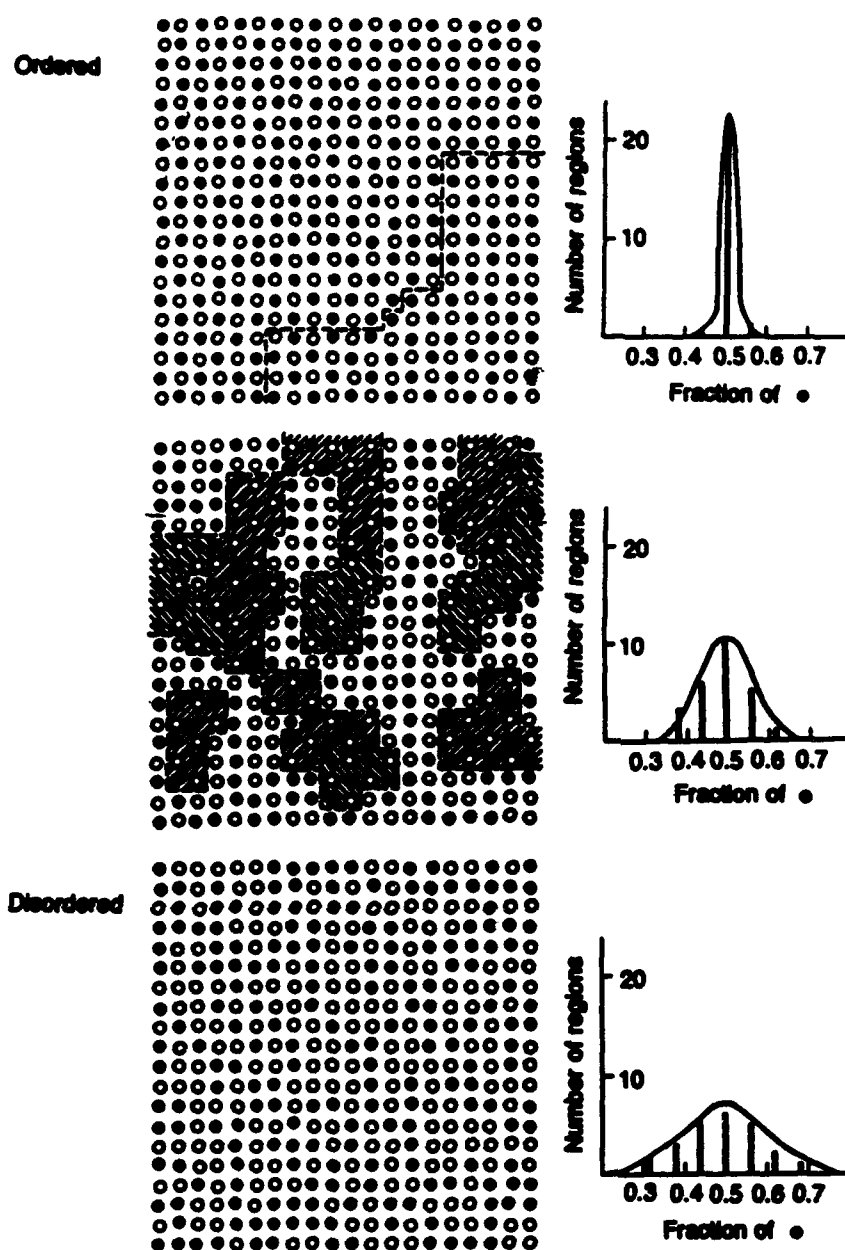 Ordered
Number of regions
20
10
0.3 0.4 0.5 0.6 0.7
Fraction of ●
Number of regions
20
10
0.3 0.4 0.5 0.6 0.7
Fraction of ●
Disordered
Number of regions
20
10
0.3 0.4 0.5 0.6 0.7
Fraction of ●